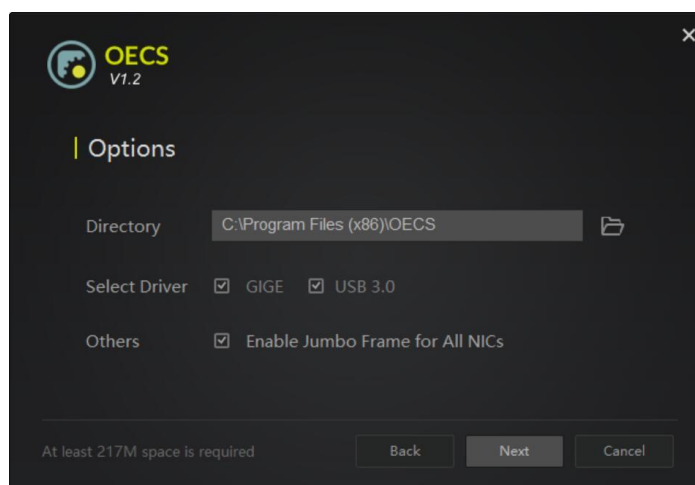 OECS
V1.2
Options
Directory C:\Program Files (x86)\OECS
Select Driver GIGE USB 3.0
Others Enable Jumbo Frame for All NICs
At least 217M space is required Back Next Cancel